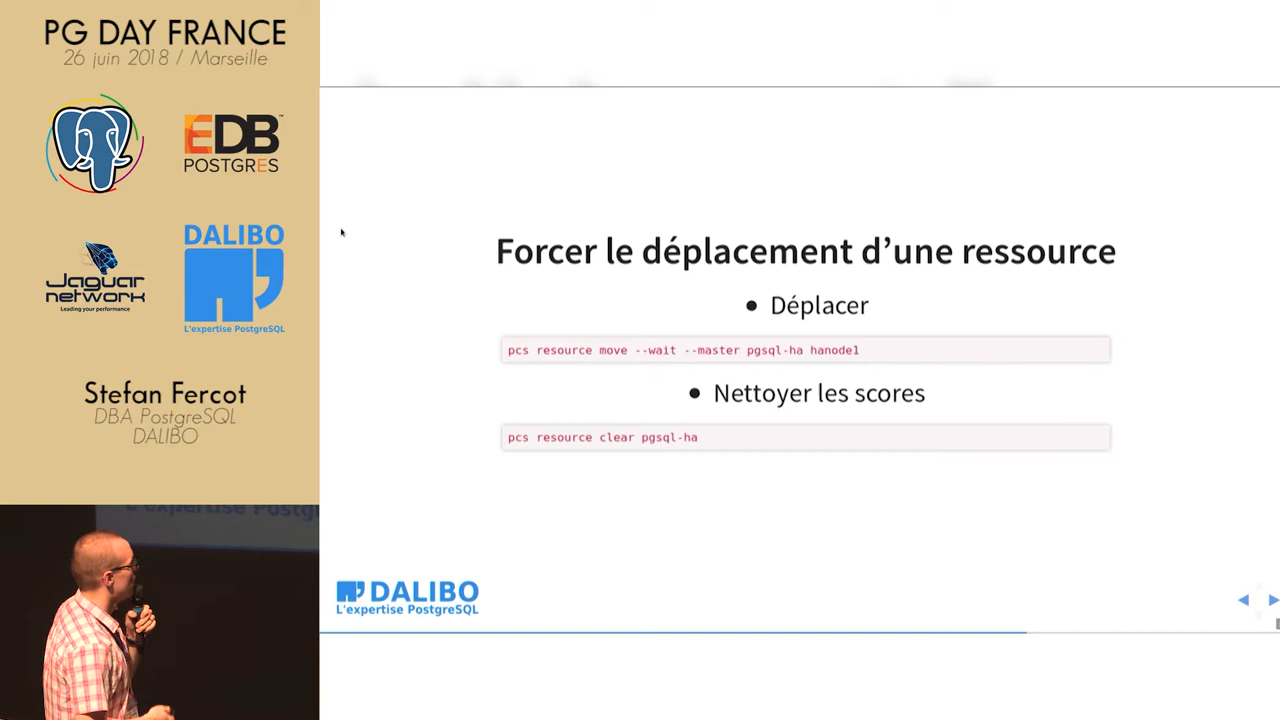 PG DAY FRANCE
26 juin 2018 / Marseille
EDB
POSTGRES
Jaguar
network
Leading your performance
DALIBO
L'expertise PostgreSQL
Stefan Fercot
DBA PostgreSQL
DALIBO
L'expertise PostgreSQL
Forcer le déplacement d’une ressource
• Déplacer
pcs resource move --wait --master pgsql-ha hanode1
• Nettoyer les scores
pcs resource clear pgsql-ha
DALIBO
L'expertise PostgreSQL